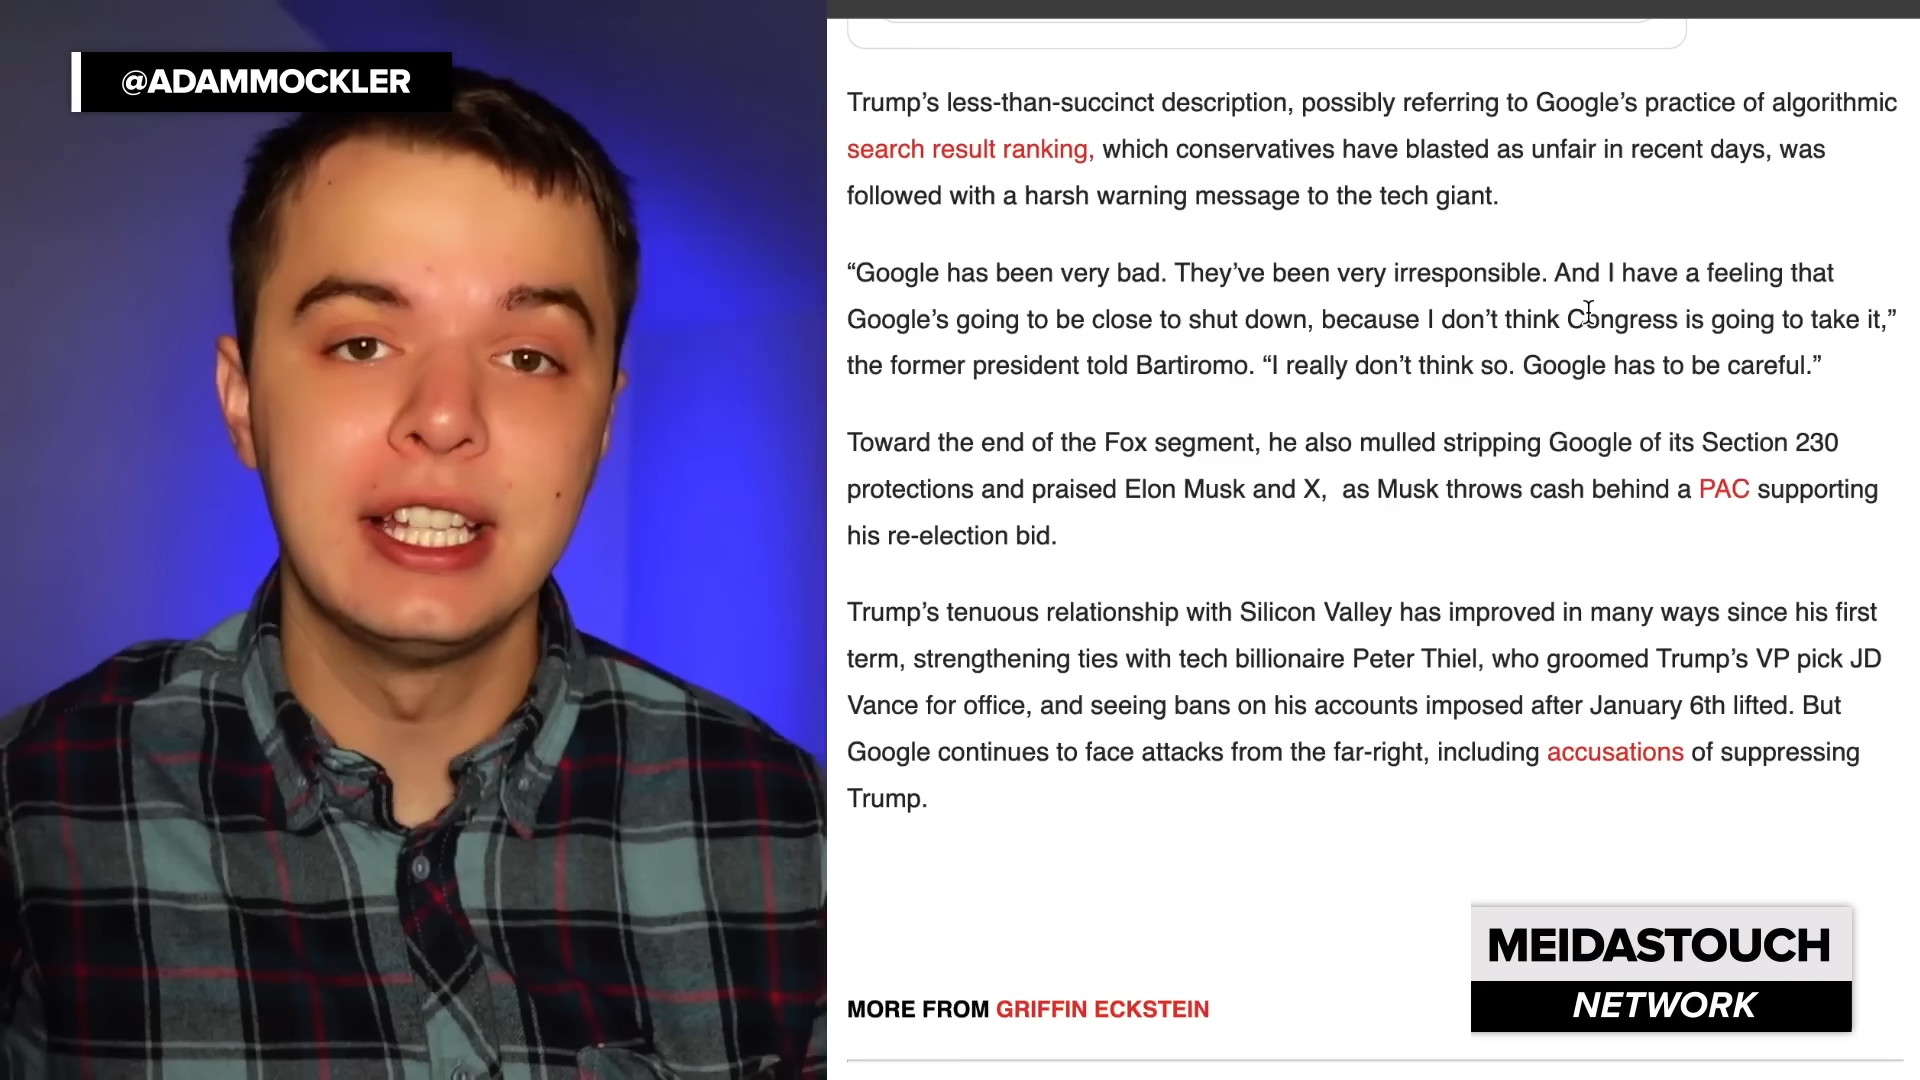 @ADAMMOCKLER
Trump’s less-than-succinct description, possibly referring to Google’s practice of algorithmic
search result ranking, which conservatives have blasted as unfair in recent days, was
followed with a harsh warning message to the tech giant.
“Google has been very bad. They’ve been very irresponsible. And I have a feeling that
Google’s going to be close to shut down, because I don’t think Congress is going to take it,”
the former president told Bartiromo. “I really don’t think so. Google has to be careful.”
Toward the end of the Fox segment, he also mulled stripping Google of its Section 230
protections and praised Elon Musk and X,  as Musk throws cash behind a PAC supporting
his re-election bid.
Trump’s tenuous relationship with Silicon Valley has improved in many ways since his first
term, strengthening ties with tech billionaire Peter Thiel, who groomed Trump’s VP pick JD
Vance for office, and seeing bans on his accounts imposed after January 6th lifted. But
Google continues to face attacks from the far-right, including accusations of suppressing
Trump.
MORE FROM GRIFFIN ECKSTEIN
MEIDASTOUCH
NETWORK